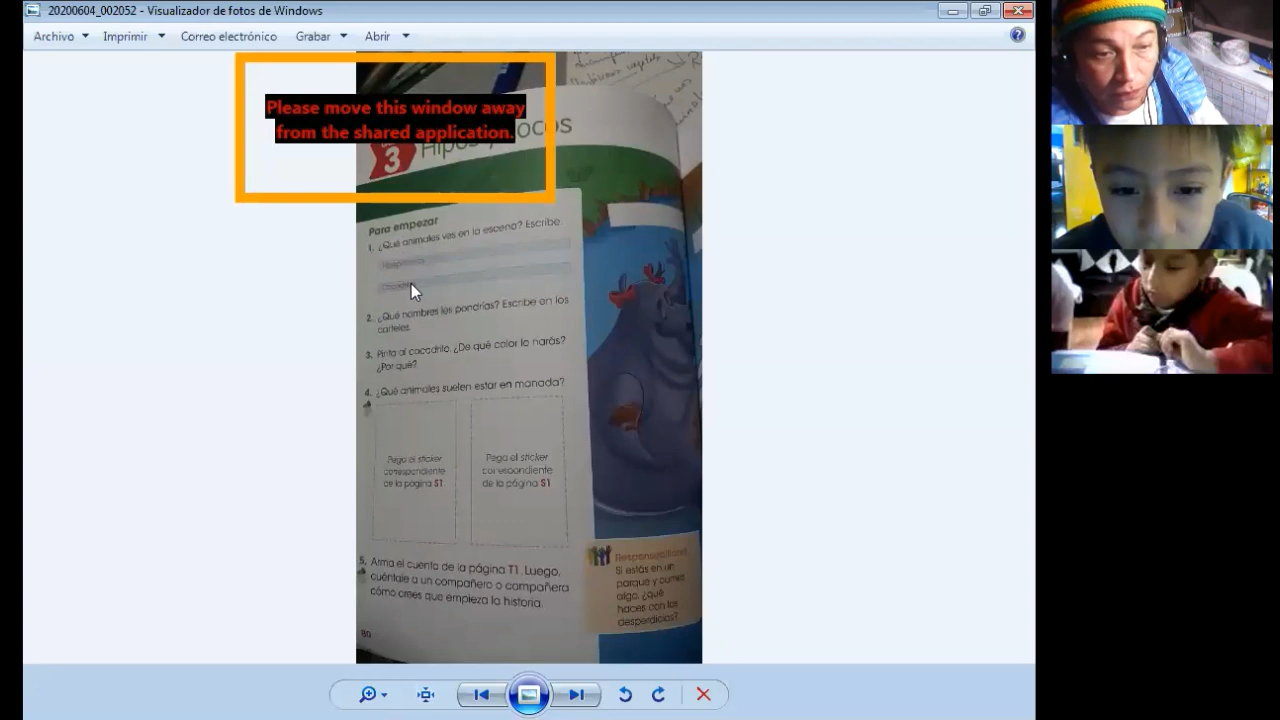 20200604_002052 - Visualizador de fotos de Windows
Archivo Imprimir Correo electrónico Grabar Abrir
Please move this window away
from the shared application.
3
Para empezar
1. ¿Qué animales ves en la escena? Escribe.
2. ¿Qué nombres les pondrías? Escribe en los
carteles.
3. Pinta al cocodrilo. ¿De qué color lo harás?
¿Por qué?
4. ¿Qué animales suelen estar en manada?
Pega el sticker
correspondiente
de la página S1.
Pega el sticker
correspondiente
de la página S1.
5. Arma el cuento de la página T1. Luego,
cuéntale a un compañero o compañera
cómo crees que empieza la historia.
80
Responsabilidad
Si estás en un
parque y comes
algo, ¿qué
haces con los
desperdicios?